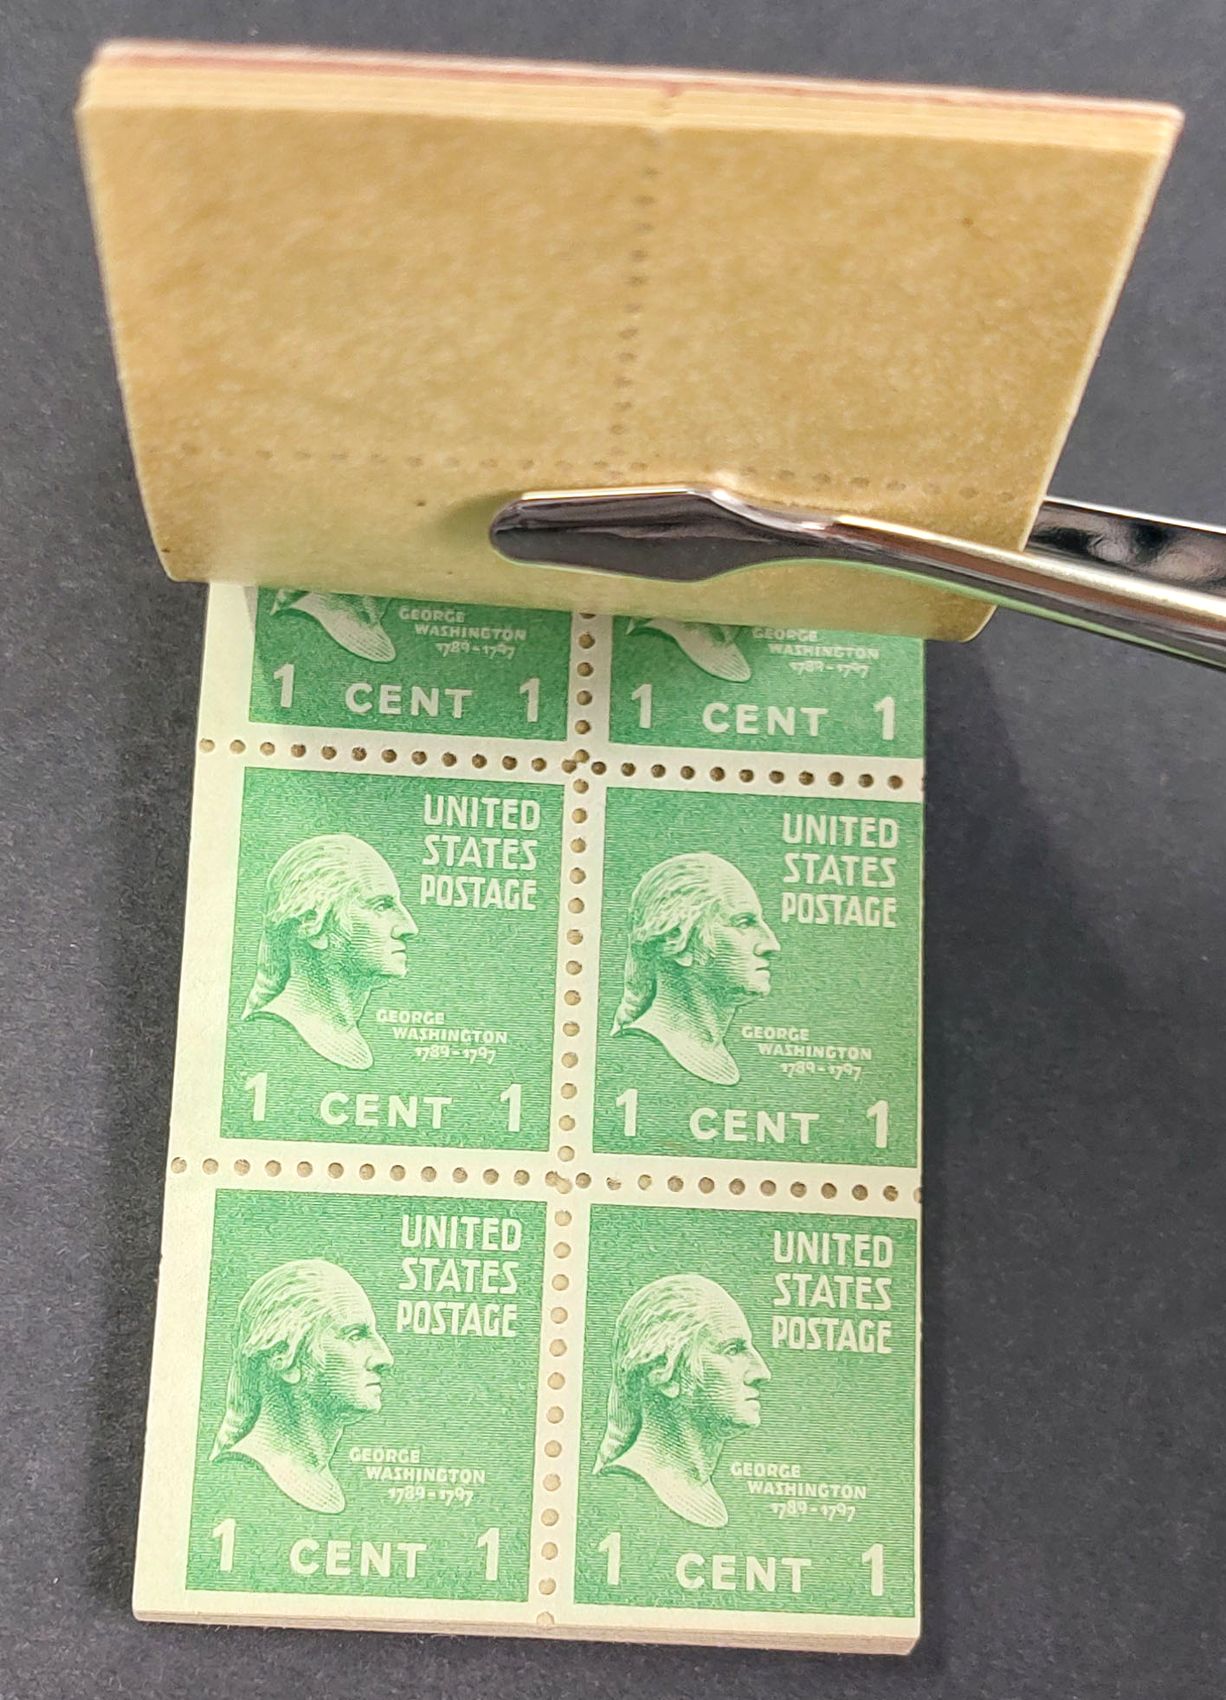 GEORGE
WASHINGTON
1789-1797
1 CENT 1
GEORGE
WASHINGTON
1789-1797
1 CENT 1
UNITED
STATES
POSTAGE
GEORGE
WASHINGTON
1789-1797
1 CENT 1
UNITED
STATES
POSTAGE
GEORGE
WASHINGTON
1789-1797
1 CENT 1
UNITED
STATES
POSTAGE
GEORGE
WASHINGTON
1789-1797
1 CENT 1
UNITED
STATES
POSTAGE
GEORGE
WASHINGTON
1789-1797
1 CENT 1